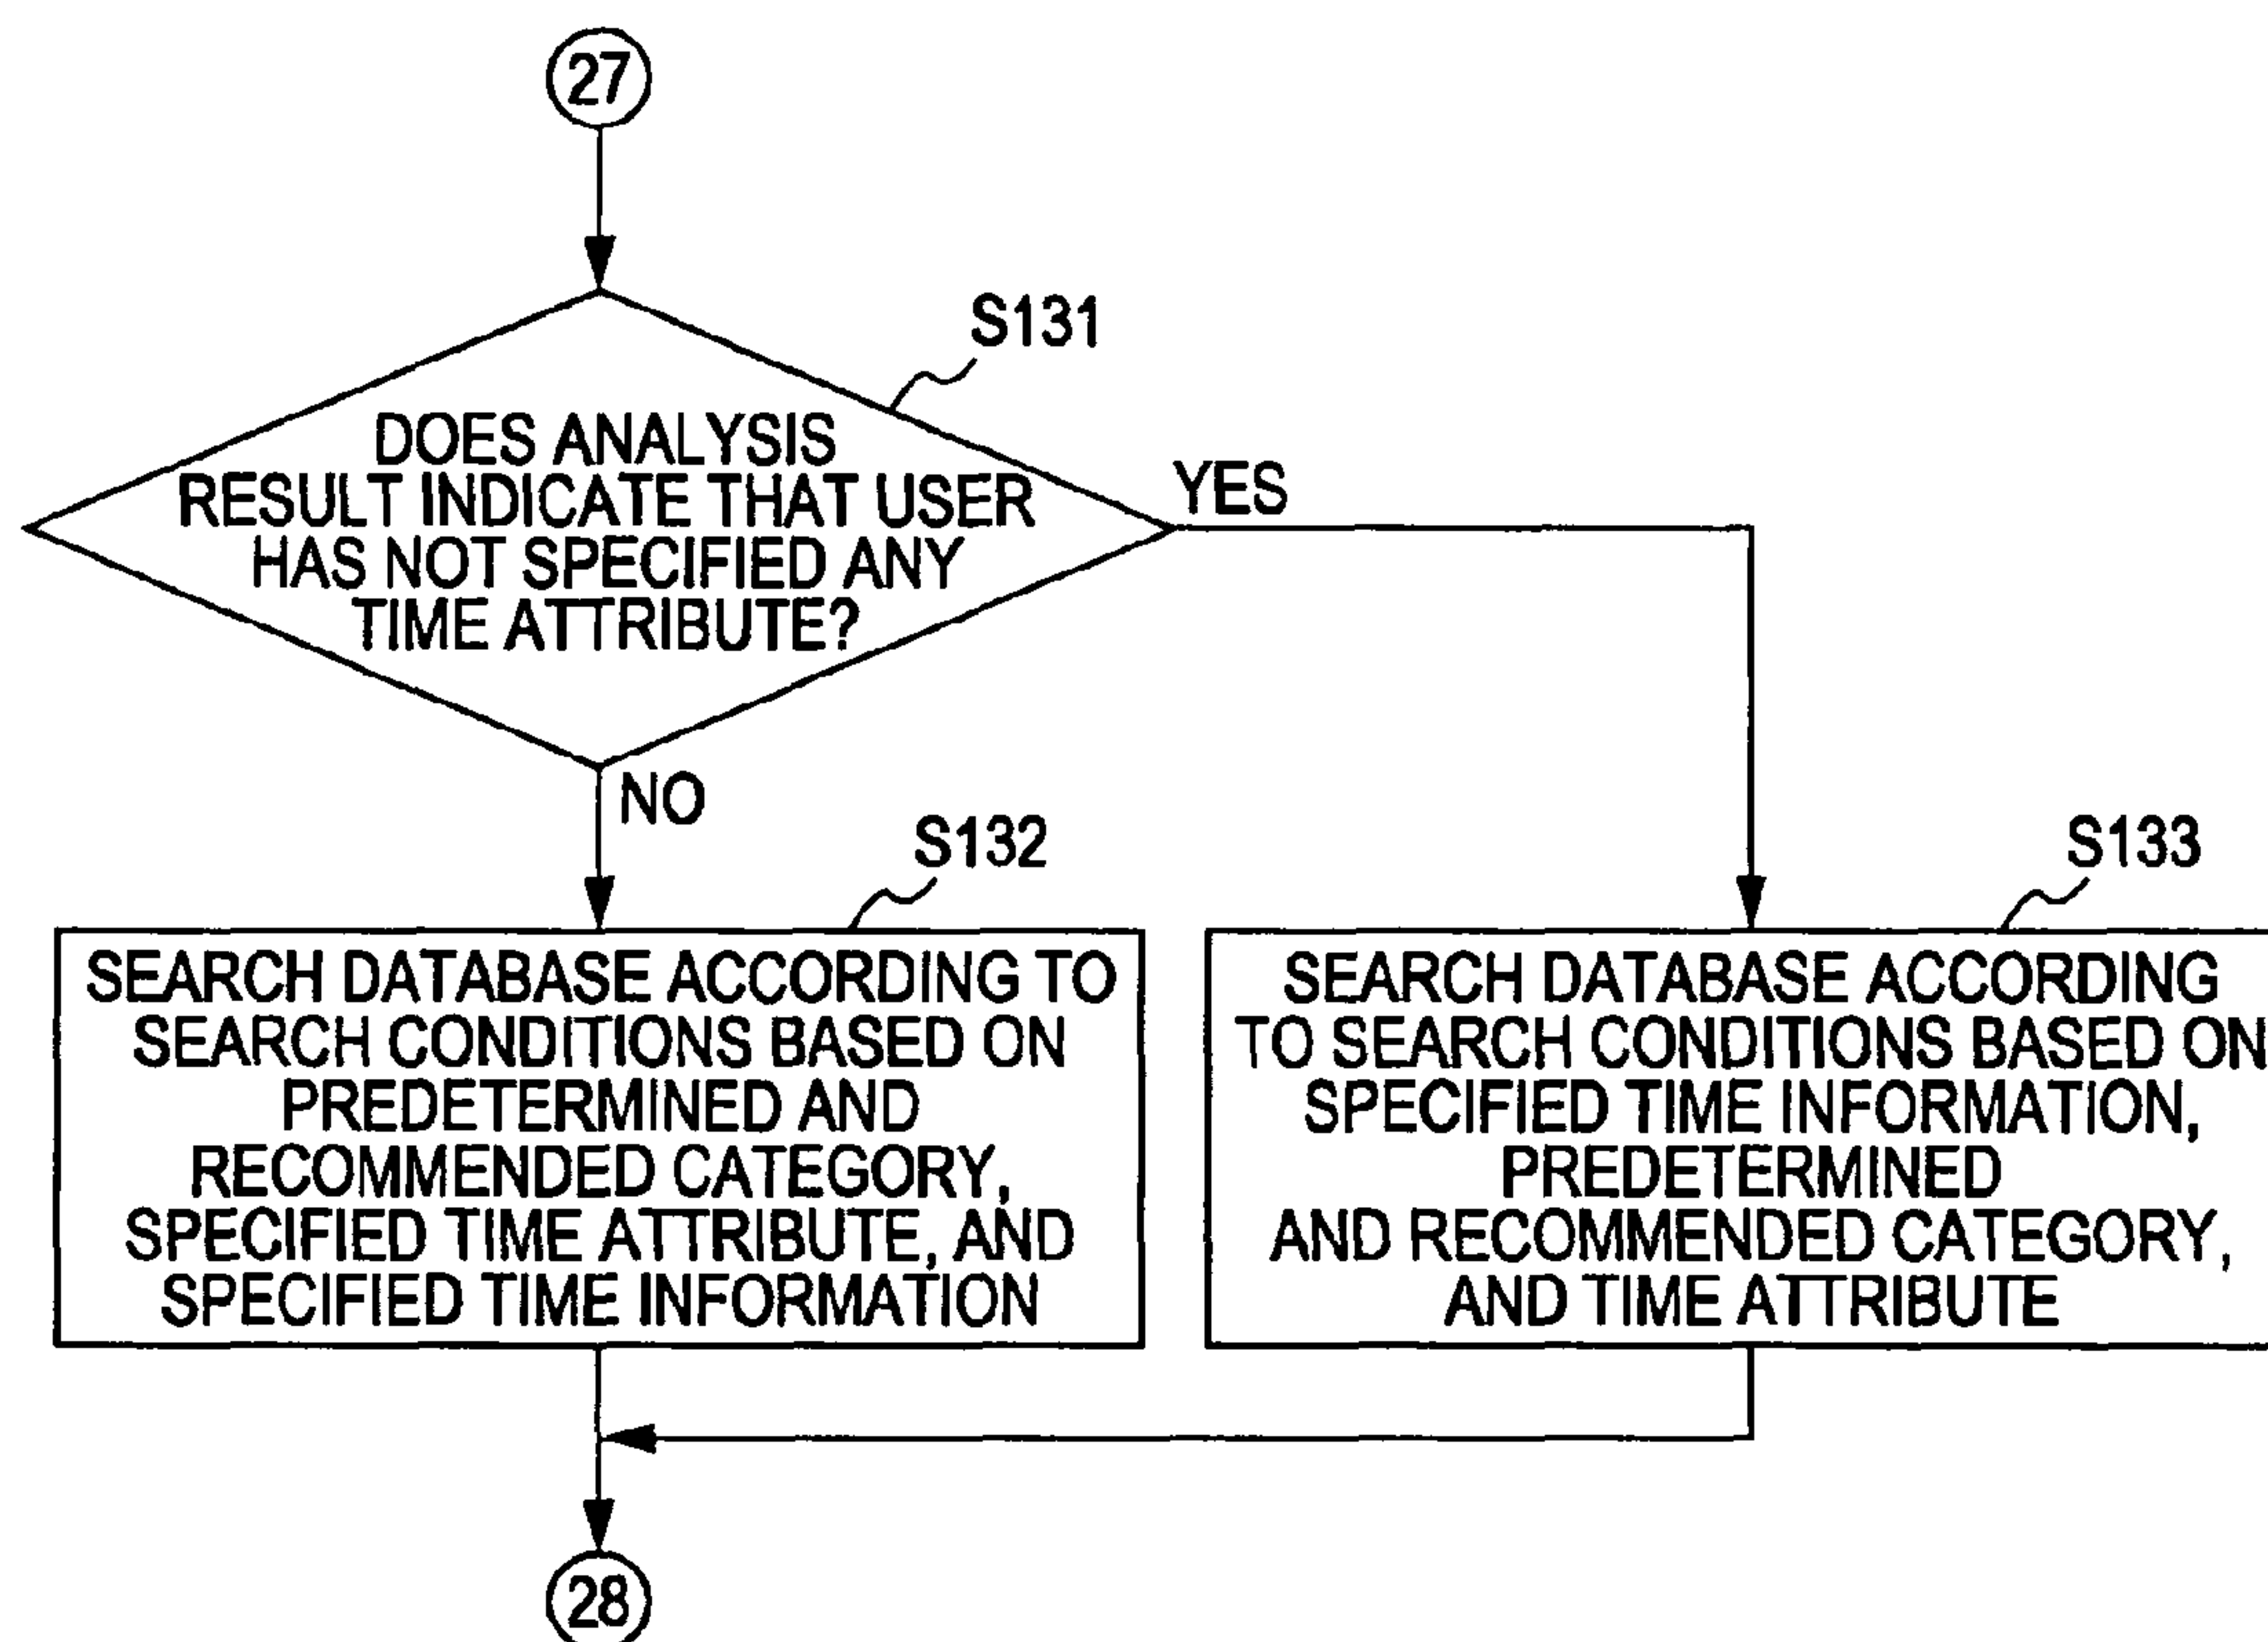 27
S131
DOES ANALYSIS
RESULT INDICATE THAT USER
HAS NOT SPECIFIED ANY
TIME ATTRIBUTE?
YES
NO
S132
SEARCH DATABASE ACCORDING TO
SEARCH CONDITIONS BASED ON
PREDETERMINED AND
RECOMMENDED CATEGORY,
SPECIFIED TIME ATTRIBUTE, AND
SPECIFIED TIME INFORMATION
S133
SEARCH DATABASE ACCORDING
TO SEARCH CONDITIONS BASED ON
SPECIFIED TIME INFORMATION,
PREDETERMINED
AND RECOMMENDED CATEGORY,
AND TIME ATTRIBUTE
28